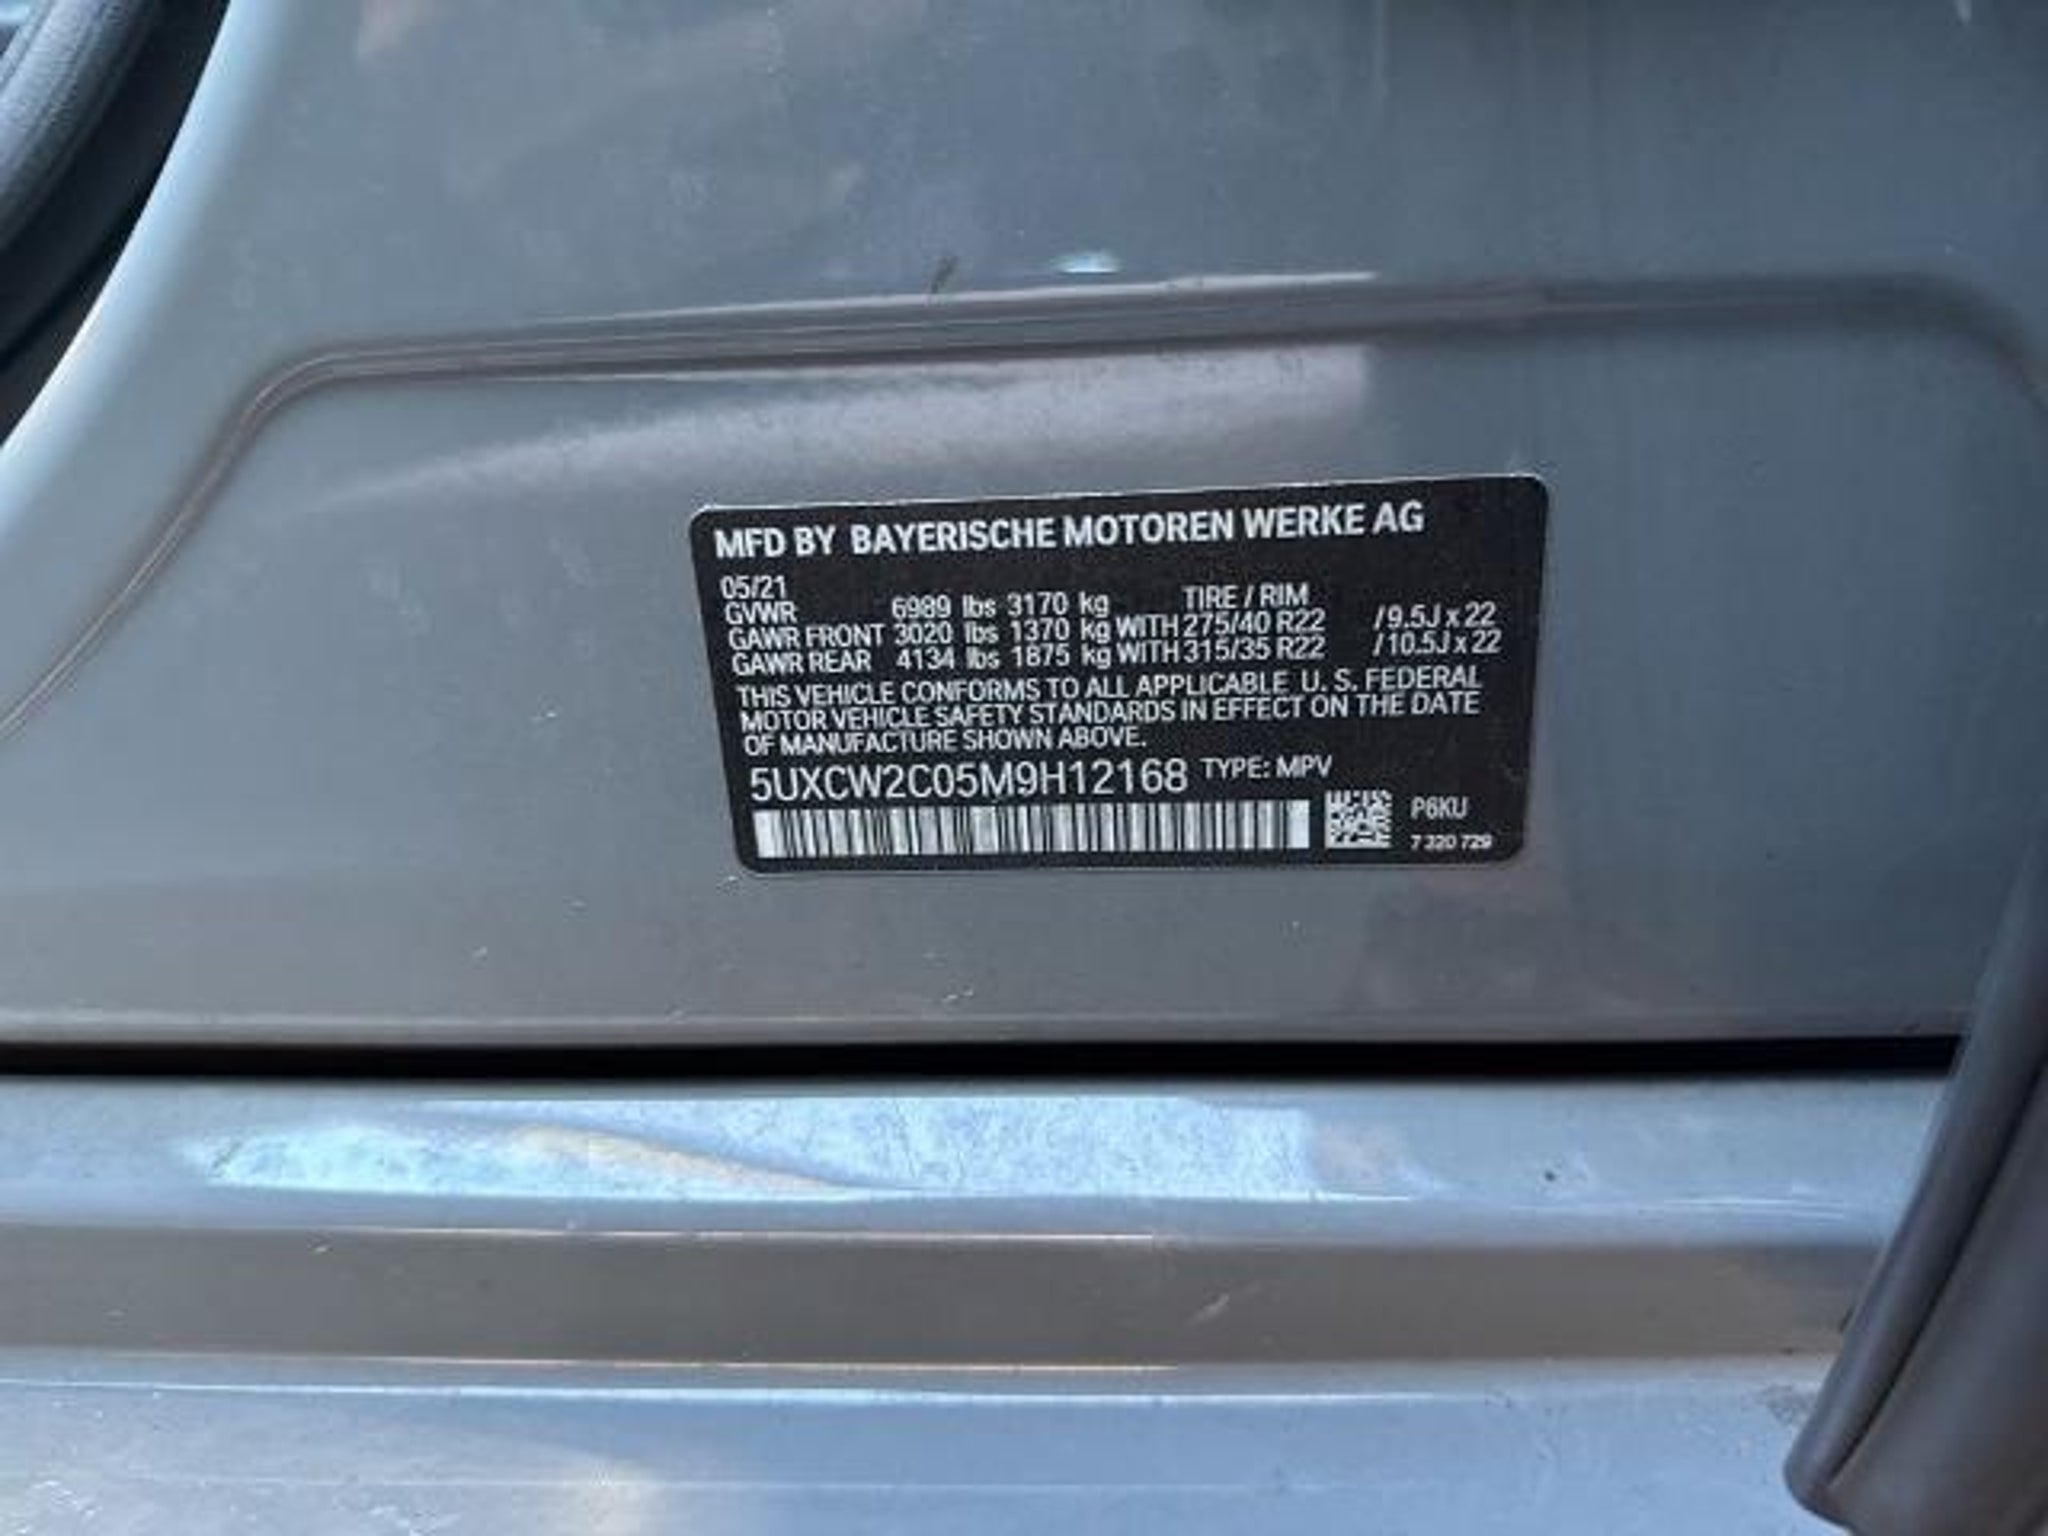 MFD BY BAYERISCHE MOTOREN WERKE AG
05/21 TIRE / RIM
GVWR 6989 lbs 3170 kg
GAWR FRONT 3020 lbs 1370 kg WITH 275/40 R22 / 9.5J x 22
GAWR REAR 4134 lbs 1875 kg WITH 315/35 R22 / 10.5J x 22
THIS VEHICLE CONFORMS TO ALL APPLICABLE U. S. FEDERAL
MOTOR VEHICLE SAFETY STANDARDS IN EFFECT ON THE DATE
OF MANUFACTURE SHOWN ABOVE.
5UXCW2C05M9H12168 TYPE: MPV
P6KU
7 320 729